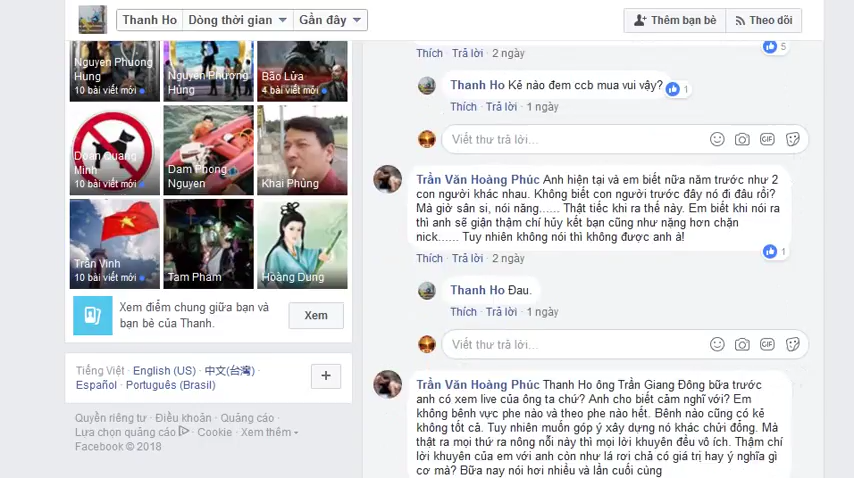 Thanh Ho
Dòng thời gian
Gần đây
Thêm bạn bè
Theo dõi
Nguyen Phuong
Hung
10 bài viết mới
Nguyễn Phượng
Hùng
Bão Lửa
4 bài viết mới
Đoàn Quang
Minh
10 bài viết mới
Dam Phong
Nguyen
Khai Phùng
Trần Vinh
10 bài viết mới
Tam Pham
Hoàng Dung
Xem điểm chung giữa bạn và
bạn bè của Thanh.
Xem
Tiếng Việt · English (US) · 中文(台灣) ·
Español · Português (Brasil)
Quyền riêng tư · Điều khoản · Quảng cáo ·
Lựa chọn quảng cáo · Cookie · Xem thêm
Facebook © 2018
5
Thích · Trả lời · 2 ngày
Thanh Ho Kẻ nào đem ccb mua vui vậy?
1
Thích · Trả lời · 1 ngày
Viết thư trả lời...
GIF
Trần Văn Hoàng Phúc Anh hiện tại và em biết nữa năm trước như 2
con người khác nhau. Không biết con người trước đây nó đi đâu rồi?
Mà giờ sân si, nói năng...... Thật tiếc khi ra thế này. Em biết khi nói ra
thì anh sẽ giận thậm chí hủy kết bạn cũng như nặng hơn chặn
nick...... Tuy nhiên không nói thì không được anh à!
1
Thích · Trả lời · 2 ngày
Thanh Ho Đau.
Thích · Trả lời · 1 ngày
Viết thư trả lời...
GIF
Trần Văn Hoàng Phúc Thanh Ho ông Trần Giang Đông bữa trước
anh có xem live của ông ta chứ? Anh cho biết cảm nghĩ với? Em
không bênh vực phe nào và theo phe nào hết. Bênh nào cũng có kẻ
không tốt cả. Tuy nhiên muốn góp ý xây dựng nó khác chửi đổng. Mà
thật ra mọi thứ ra nông nỗi này thì mọi lời khuyên đều vô ích. Thậm chí
lời khuyên của em với anh còn như lá rơi chả có giá trị hay ý nghĩa gì
cơ mà? Bữa nay nói hơi nhiều và lần cuối cùng